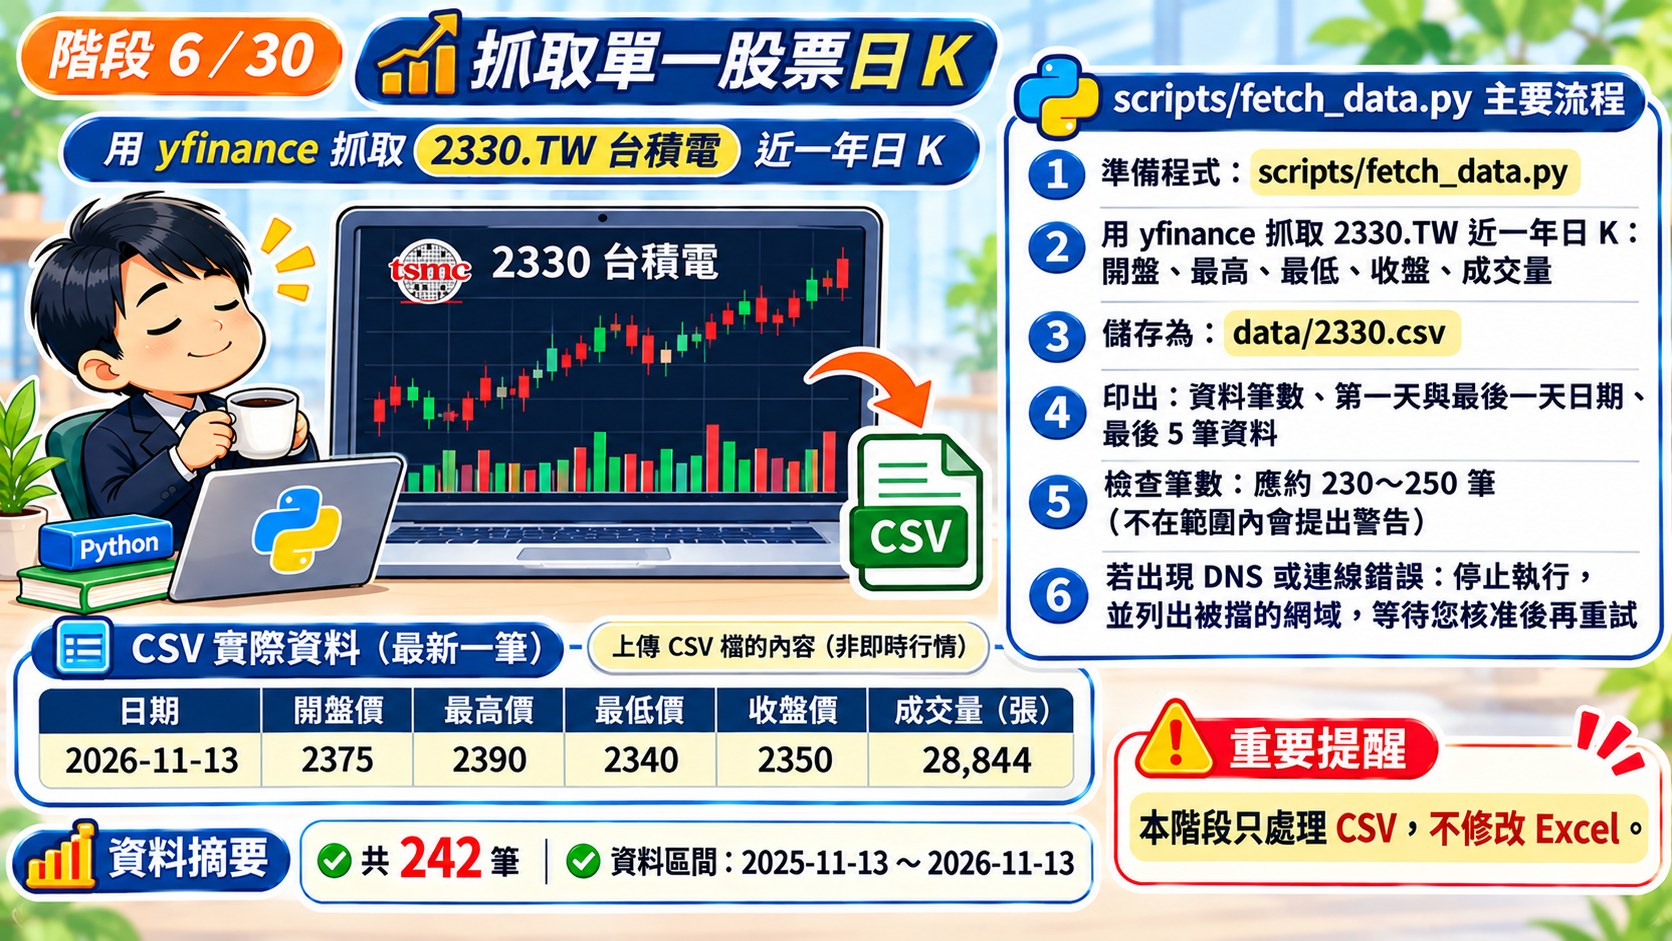 階段 6／30
抓取單一股票日 K
用 yfinance 抓取 2330.TW 台積電 近一年日 K
tsmc
2330 台積電
Python
CSV
scripts/fetch_data.py 主要流程
1 準備程式：scripts/fetch_data.py
2 用 yfinance 抓取 2330.TW 近一年日 K：
開盤、最高、最低、收盤、成交量
3 儲存為：data/2330.csv
4 印出：資料筆數、第一天與最後一天日期、
最後 5 筆資料
5 檢查筆數：應約 230～250 筆
（不在範圍內會提出警告）
6 若出現 DNS 或連線錯誤：停止執行，
並列出被擋的網域，等待您核准後再重試
CSV 實際資料（最新一筆）
上傳 CSV 檔的內容（非即時行情）
日期 開盤價 最高價 最低價 收盤價 成交量（張）
2026-11-13 2375 2390 2340 2350 28,844
重要提醒
本階段只處理 CSV，不修改 Excel。
資料摘要
共 242 筆
資料區間：2025-11-13 ～ 2026-11-13